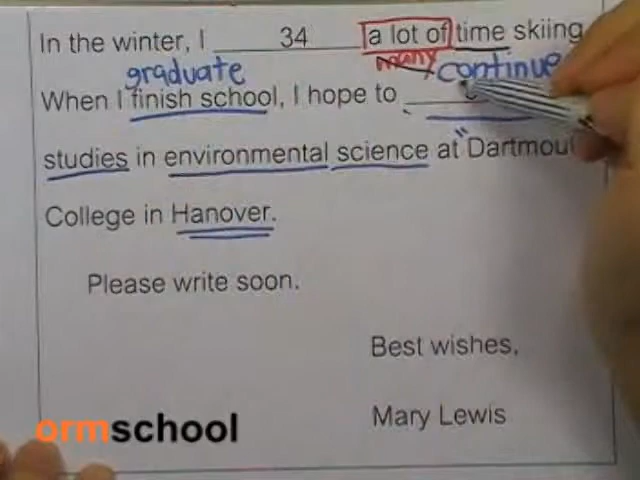 In the winter, I 34 a lot of time skiing
graduate many continue
When I finish school, I hope to
studies in environmental science at
College in Hanover.
Please write soon.
Best wishes,
Mary Lewis
ormschool